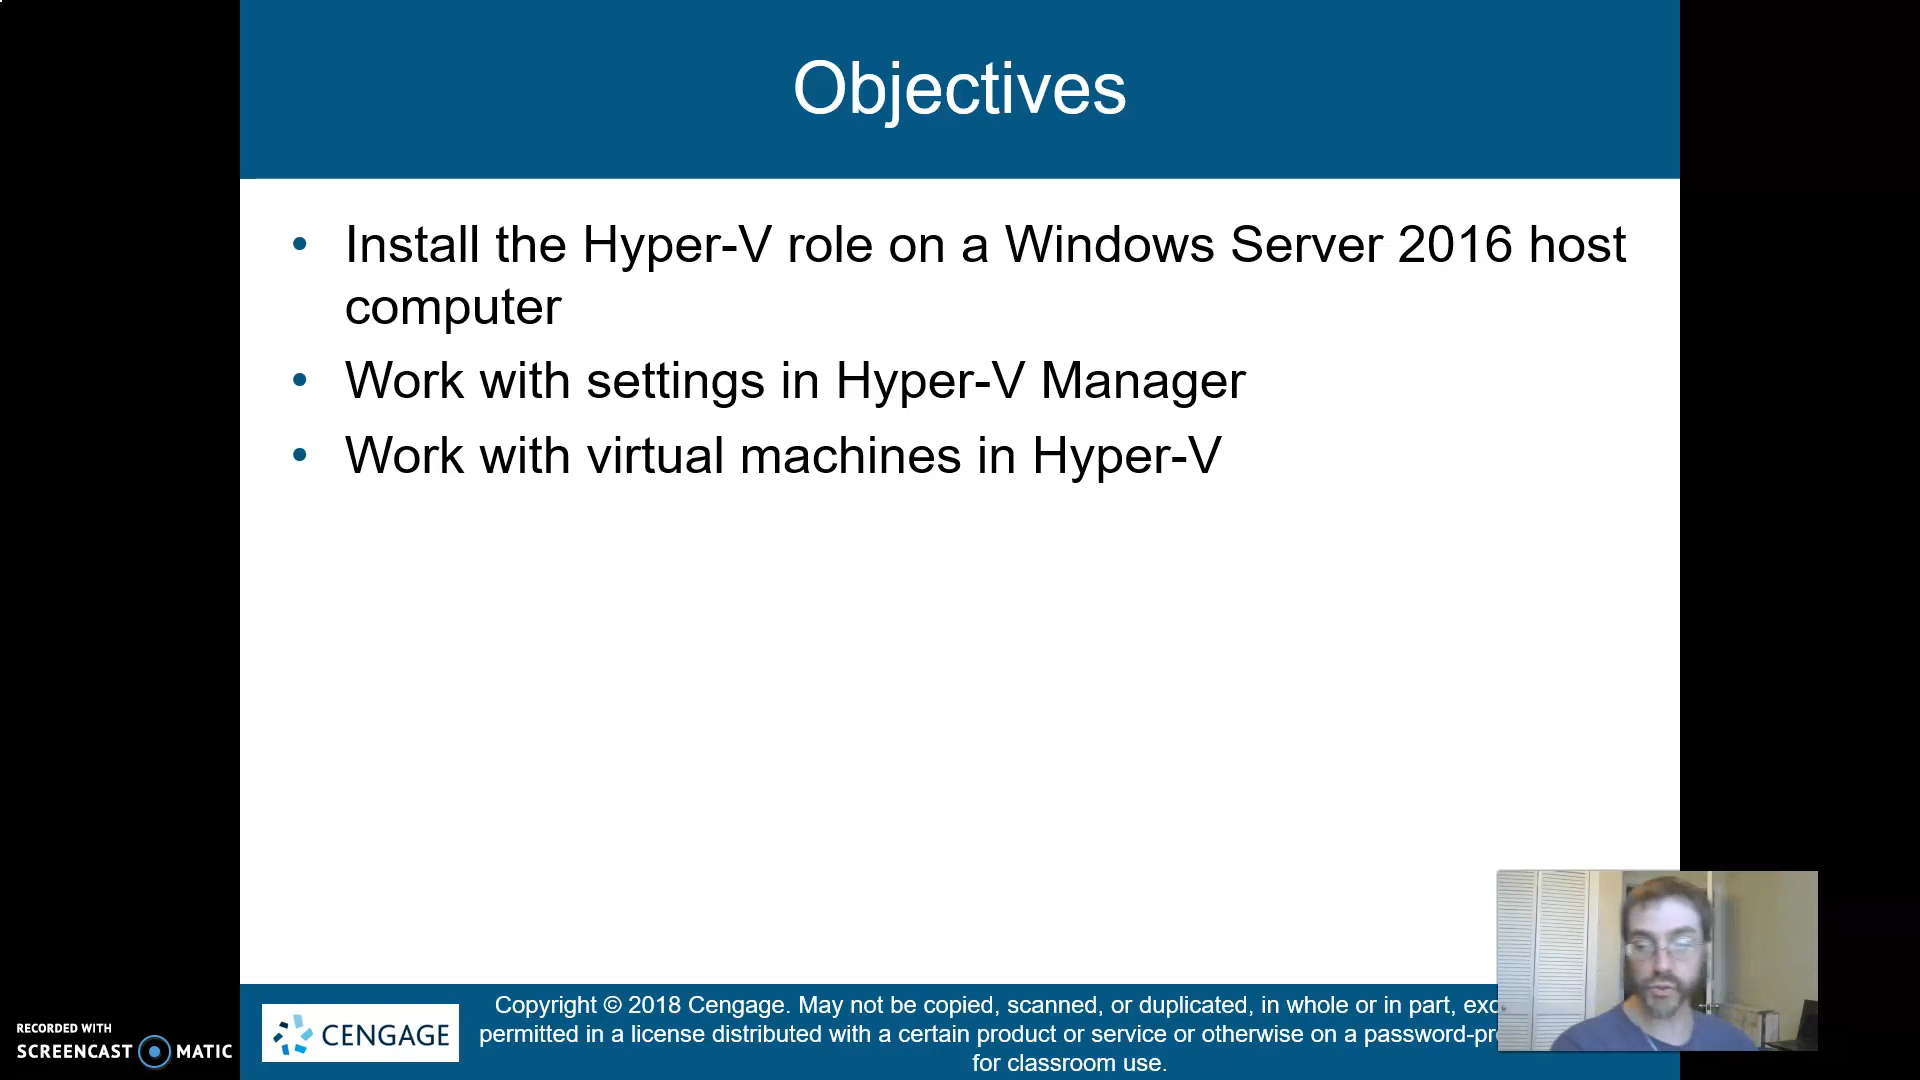 Objectives
• Install the Hyper-V role on a Windows Server 2016 host
computer
• Work with settings in Hyper-V Manager
• Work with virtual machines in Hyper-V
CENGAGE
Copyright © 2018 Cengage. May not be copied, scanned, or duplicated, in whole or in part,
permitted in a license distributed with a certain product or service or otherwise on a
for classroom use.
RECORDED WITH
SCREENCAST MATIC